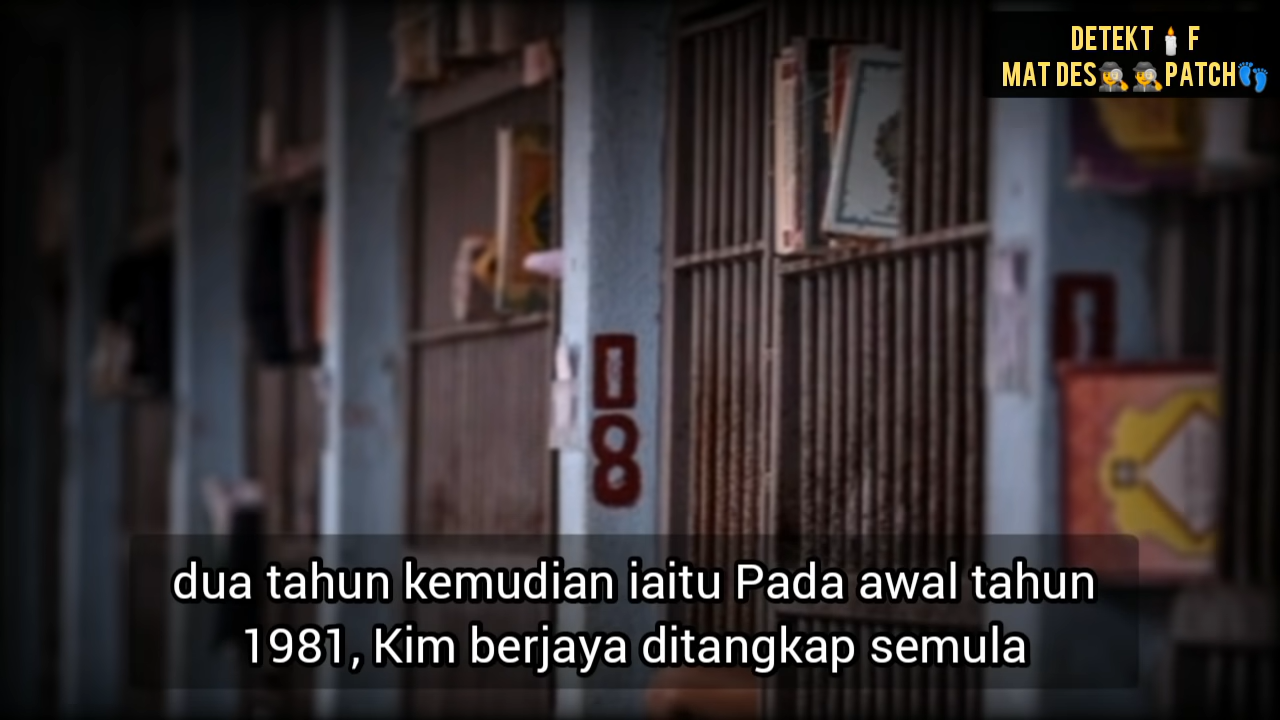 DETEKT🕯️F
MAT DES🕵️🕵️PATCH👣
18
dua tahun kemudian iaitu Pada awal tahun
1981, Kim berjaya ditangkap semula